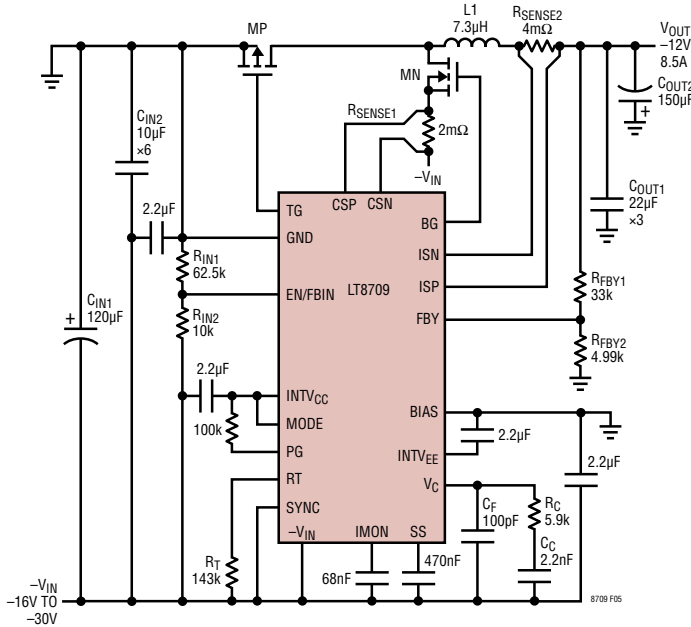 L1
7.3µH
RSENSE2
4mΩ
MP
VOUT
–12V
8.5A
MN
COUT2
150µF
+
RSENSE1
2mΩ
–VIN
CIN2
10µF
×6
COUT1
22µF
×3
2.2µF
TG
CSP
CSN
BG
GND
ISN
RIN1
62.5k
ISP
RFBY1
33k
EN/FBIN
LT8709
FBY
+
CIN1
120µF
RIN2
10k
RFBY2
4.99k
2.2µF
INTVCC
BIAS
MODE
2.2µF
100k
PG
INTVEE
2.2µF
RT
VC
SYNC
CF
100pF
RC
5.9k
–VIN
IMON
SS
CC
2.2nF
RT
143k
68nF
470nF
–VIN
–16V TO
–30V
8709 F05